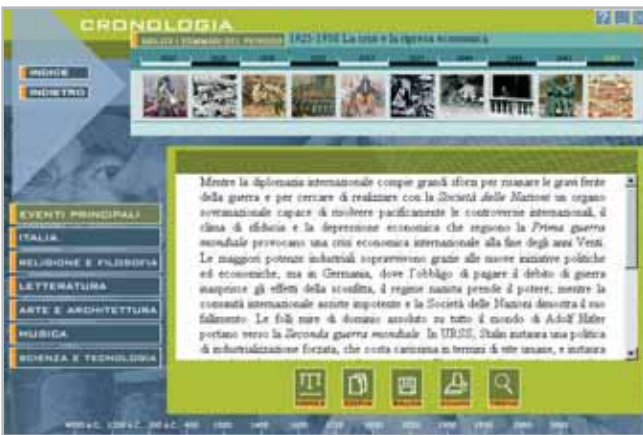 CRONOLOGIA
1925-1950 La crisi e la ripresa economica
INDICE
INDIETRO
Mentre la diplomazia internazionale compie grandi sforzi per risanare le gravi ferite
della guerra e per cercare di realizzare con la Società delle Nazioni un organo
sovranazionale capace di risolvere pacificamente le controversie internazionali, il
clima di sfiducia e la depressione economica che seguono la Prima guerra
mondiale provocano una crisi economica internazionale alla fine degli anni Venti.
Le maggiori potenze industriali sopravvivono grazie alle nuove iniziative politiche
ed economiche, ma in Germania, dove l'obbligo di pagare il debito di guerra
inasprisce gli effetti della sconfitta, il regime nazista prende il potere, mentre la
comunità internazionale assiste impotente e la Società delle Nazioni dimostra il suo
fallimento. Le folli mire di dominio assoluto su tutto il mondo di Adolf Hitler
portano verso la Seconda guerra mondiale. In URSS, Stalin instaura una politica
di industrializzazione forzata, che costa carissima in termini di vite umane, e instaura
EVENTI PRINCIPALI
ITALIA
RELIGIONE E FILOSOFIA
LETTERATURA
ARTE E ARCHITETTURA
MUSICA
SCIENZA E TECNOLOGIA